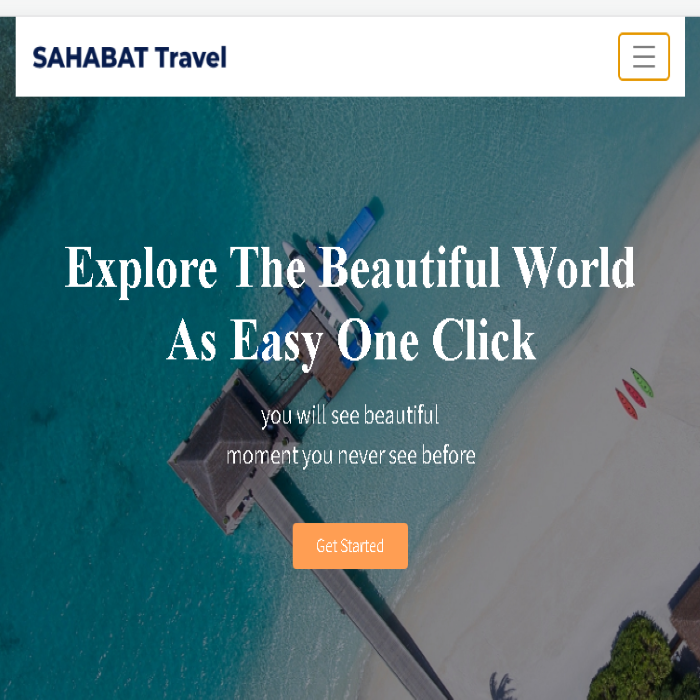 SAHABAT Travel
Explore The Beautiful World
As Easy One Click
you will see beautiful
moment you never see before
Get Started